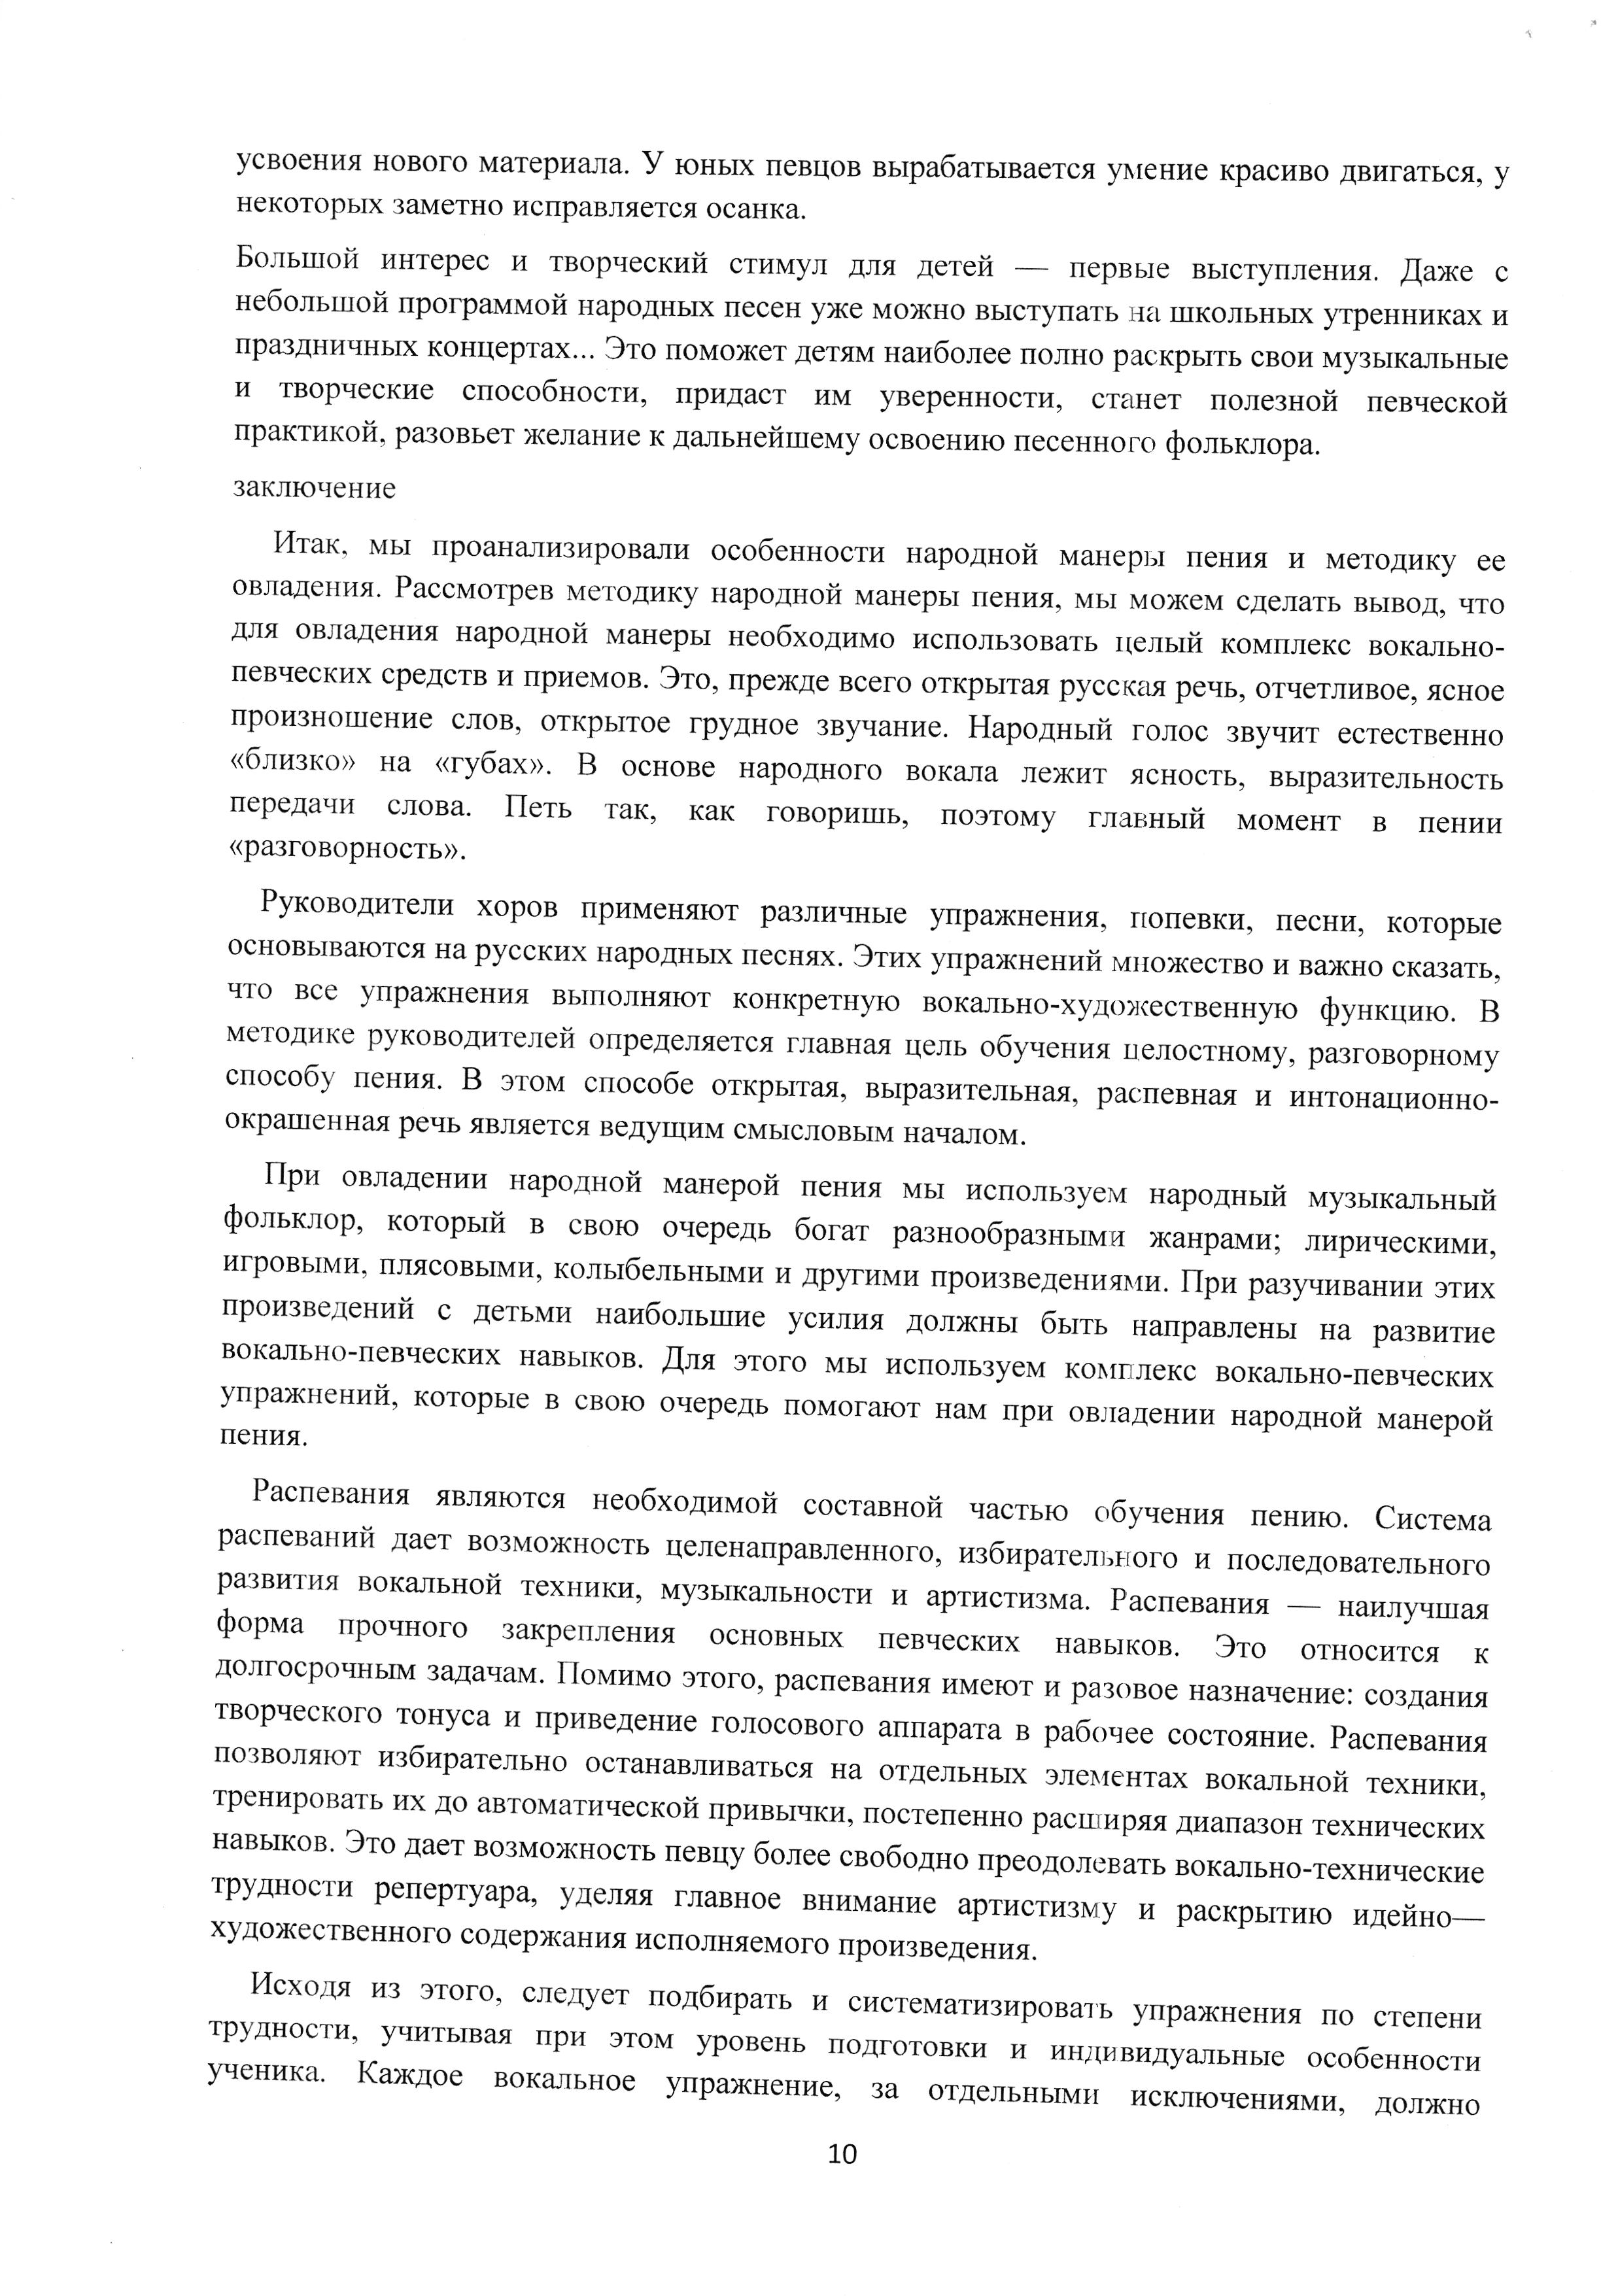 усвоения нового материала. У юных певцов вырабатывается умение красиво двигаться, у
некоторых заметно исправляется осанка.
Большой интерес и творческий стимул для детей — первые выступления. Даже с
небольшой программой народных песен уже можно выступать на школьных утренниках и
праздничных концертах... Это поможет детям наиболее полно раскрыть свои музыкальные
и творческие способности, придаст им уверенности, станет полезной певческой
практикой, разовьет желание к дальнейшему освоению песенного фольклора.
заключение
Итак, мы проанализировали особенности народной манеры пения и методику ее
овладения. Рассмотрев методику народной манеры пения, мы можем сделать вывод, что
для овладения народной манеры необходимо использовать целый комплекс вокально-
певческих средств и приемов. Это, прежде всего открытая русская речь, отчетливое, ясное
произношение слов, открытое грудное звучание. Народный голос звучит естественно
«близко» на «губах». В основе народного вокала лежит ясность, выразительность
передачи слова. Петь так, как говоришь, поэтому главный момент в пении
«разговорность».
Руководители хоров применяют различные упражнения, попевки, песни, которые
основываются на русских народных песнях. Этих упражнений множество и важно сказать,
что все упражнения выполняют конкретную вокально-художественную функцию. В
методике руководителей определяется главная цель обучения целостному, разговорному
способу пения. В этом способе открытая, выразительная, распевная и интонационно-
окрашенная речь является ведущим смысловым началом.
При овладении народной манерой пения мы используем народный музыкальный
фольклор, который в свою очередь богат разнообразными жанрами; лирическими,
игровыми, плясовыми, колыбельными и другими произведениями. При разучивании этих
произведений с детьми наибольшие усилия должны быть направлены на развитие
вокально-певческих навыков. Для этого мы используем комплекс вокально-певческих
упражнений, которые в свою очередь помогают нам при овладении народной манерой
пения.
Распевания являются необходимой составной частью обучения пению. Система
распеваний дает возможность целенаправленного, избирательного и последовательного
развития вокальной техники, музыкальности и артистизма. Распевания — наилучшая
форма прочного закрепления основных певческих навыков. Это относится к
долгосрочным задачам. Помимо этого, распевания имеют и разовое назначение: создания
творческого тонуса и приведение голосового аппарата в рабочее состояние. Распевания
позволяют избирательно останавливаться на отдельных элементах вокальной техники,
тренировать их до автоматической привычки, постепенно расширяя диапазон технических
навыков. Это дает возможность певцу более свободно преодолевать вокально-технические
трудности репертуара, уделяя главное внимание артистизму и раскрытию идейно—
художественного содержания исполняемого произведения.
Исходя из этого, следует подбирать и систематизировать упражнения по степени
трудности, учитывая при этом уровень подготовки и индивидуальные особенности
ученика. Каждое вокальное упражнение, за отдельными исключениями, должно
10